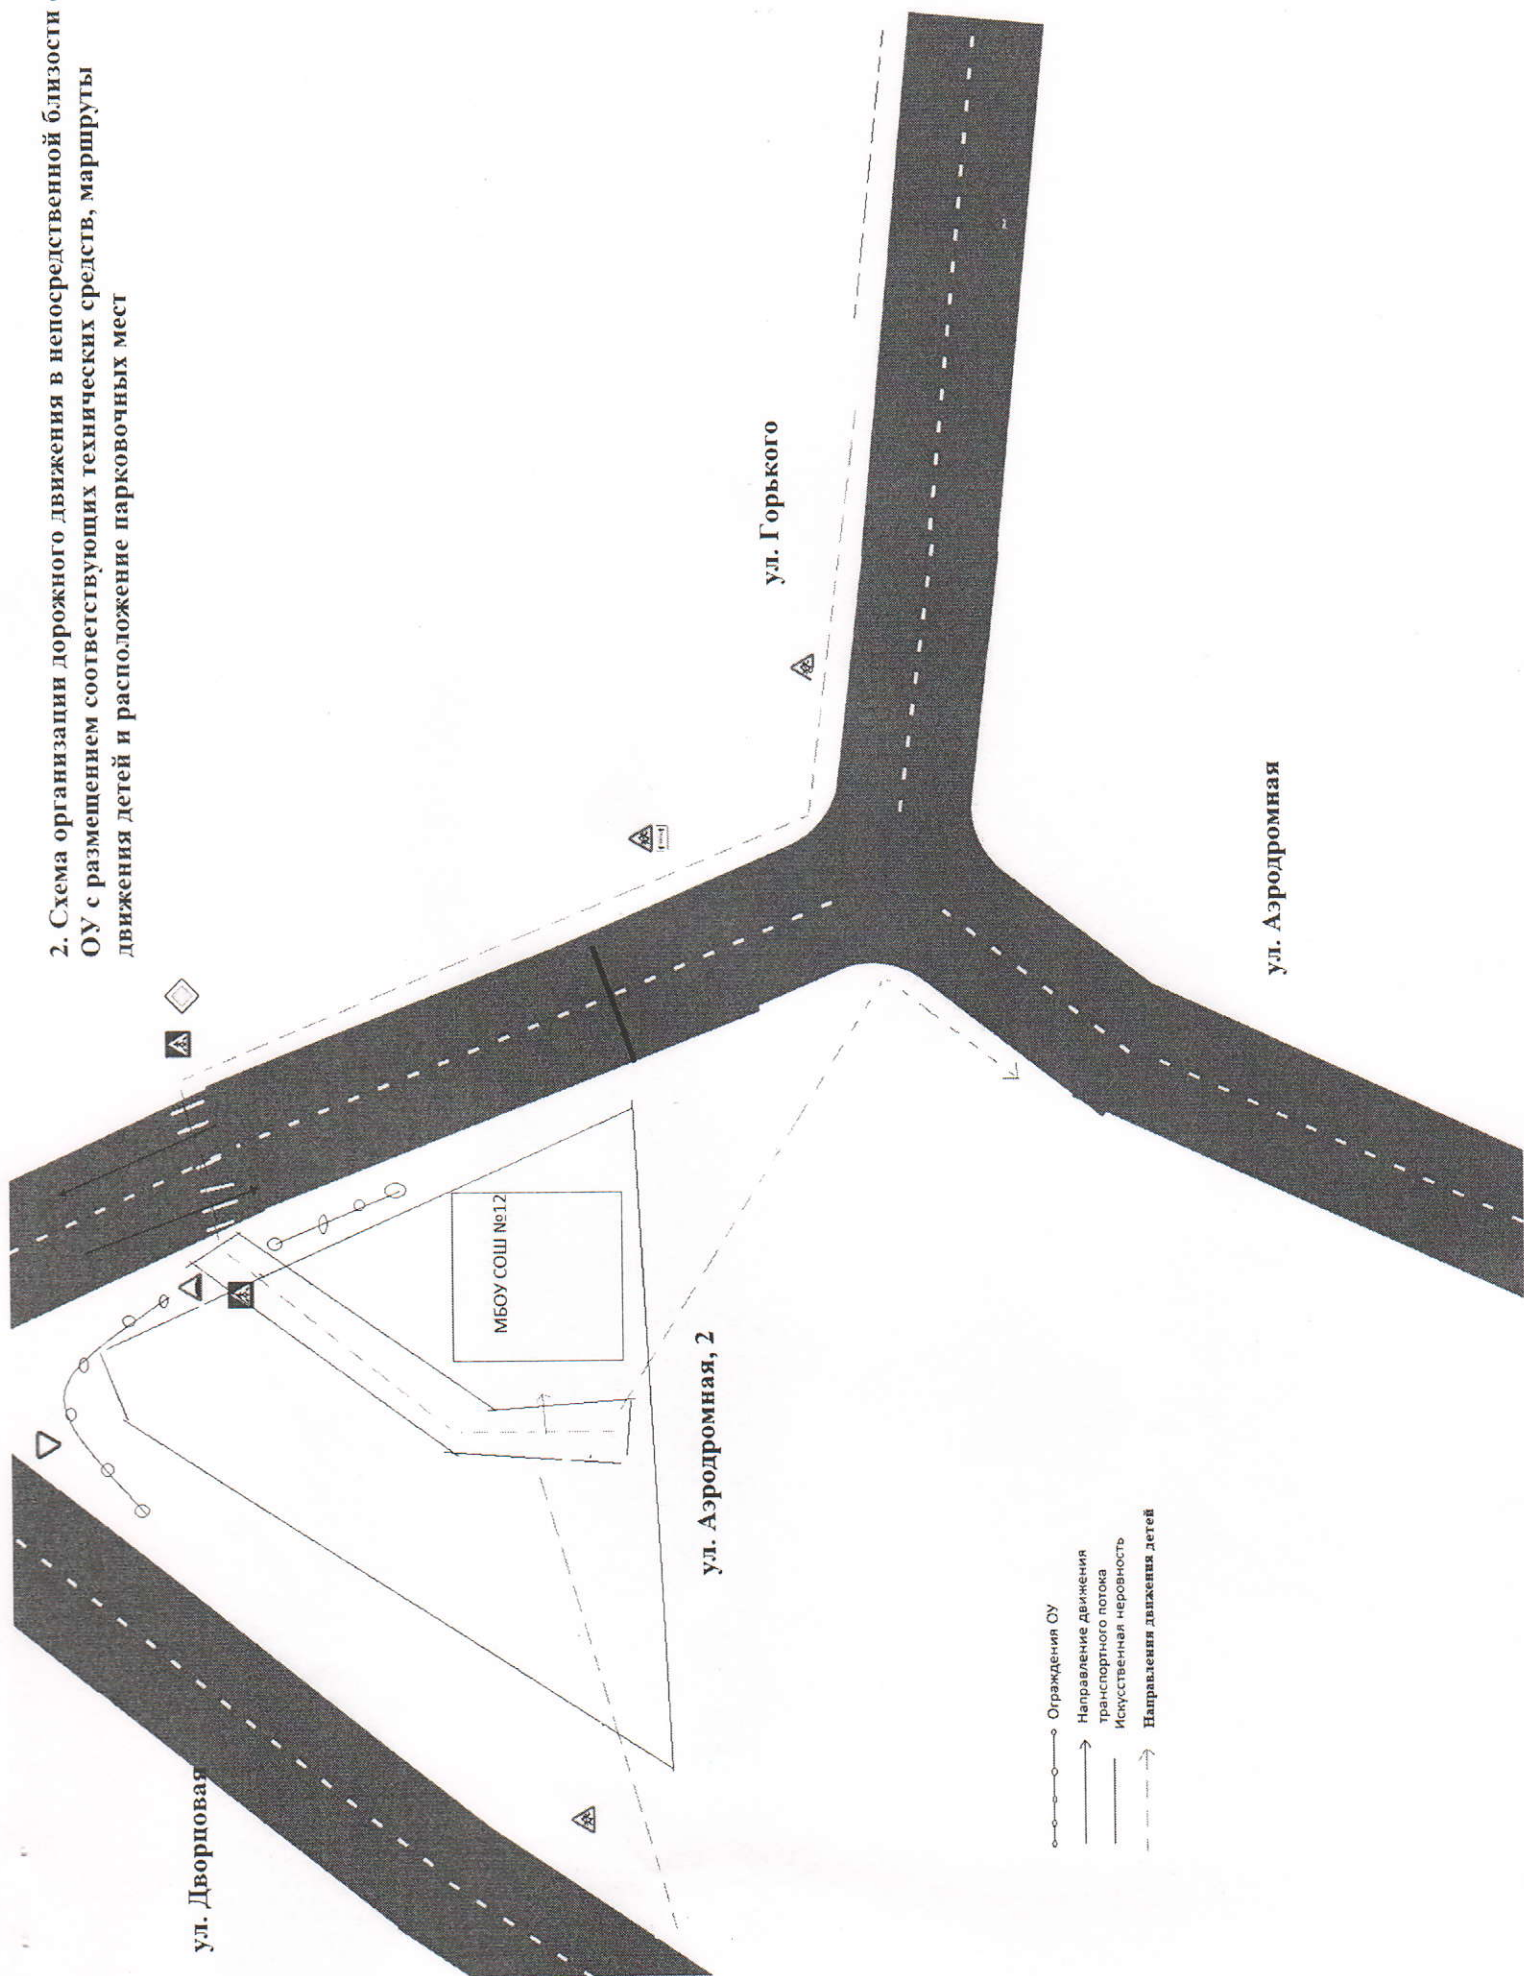 2. Схема организации дорожного движения в непосредственной близости
ОУ с размещением соответствующих технических средств, маршруты
движения детей и расположение парковочных мест
ул. Дворцовая
МБОУ СОШ №12
ул. Аэродромная, 2
ул. Горького
ул. Аэродромная
Ограждения ОУ
Направление движения
транспортного потока
Искусственная неровность
Направления движения детей